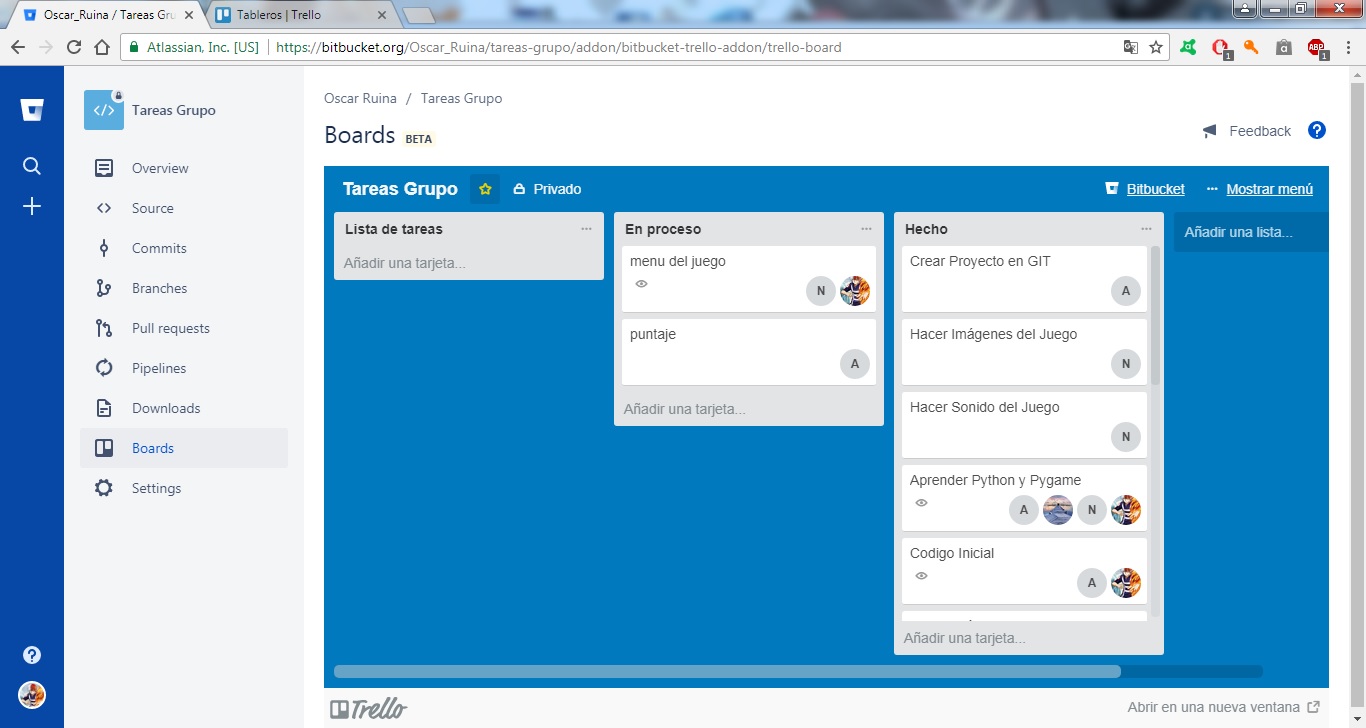 Oscar_Ruina / Tareas Gru
Tableros | Trello
Atlassian, Inc. [US]
https://bitbucket.org/Oscar_Ruina/tareas-grupo/addon/bitbucket-trello-addon/trello-board
1
ABP
1
Tareas Grupo
Overview
Source
Commits
Branches
Pull requests
Pipelines
Downloads
Boards
Settings
Oscar Ruina / Tareas Grupo
Boards BETA
Feedback
Tareas Grupo
Privado
Bitbucket
Mostrar menú
Lista de tareas
Añadir una tarjeta...
En proceso
menu del juego
N
puntaje
A
Añadir una tarjeta...
Hecho
Crear Proyecto en GIT
A
Hacer Imágenes del Juego
N
Hacer Sonido del Juego
N
Aprender Python y Pygame
A N
Codigo Inicial
A
Añadir una tarjeta...
Añadir una lista...
Trello
Abrir en una nueva ventana